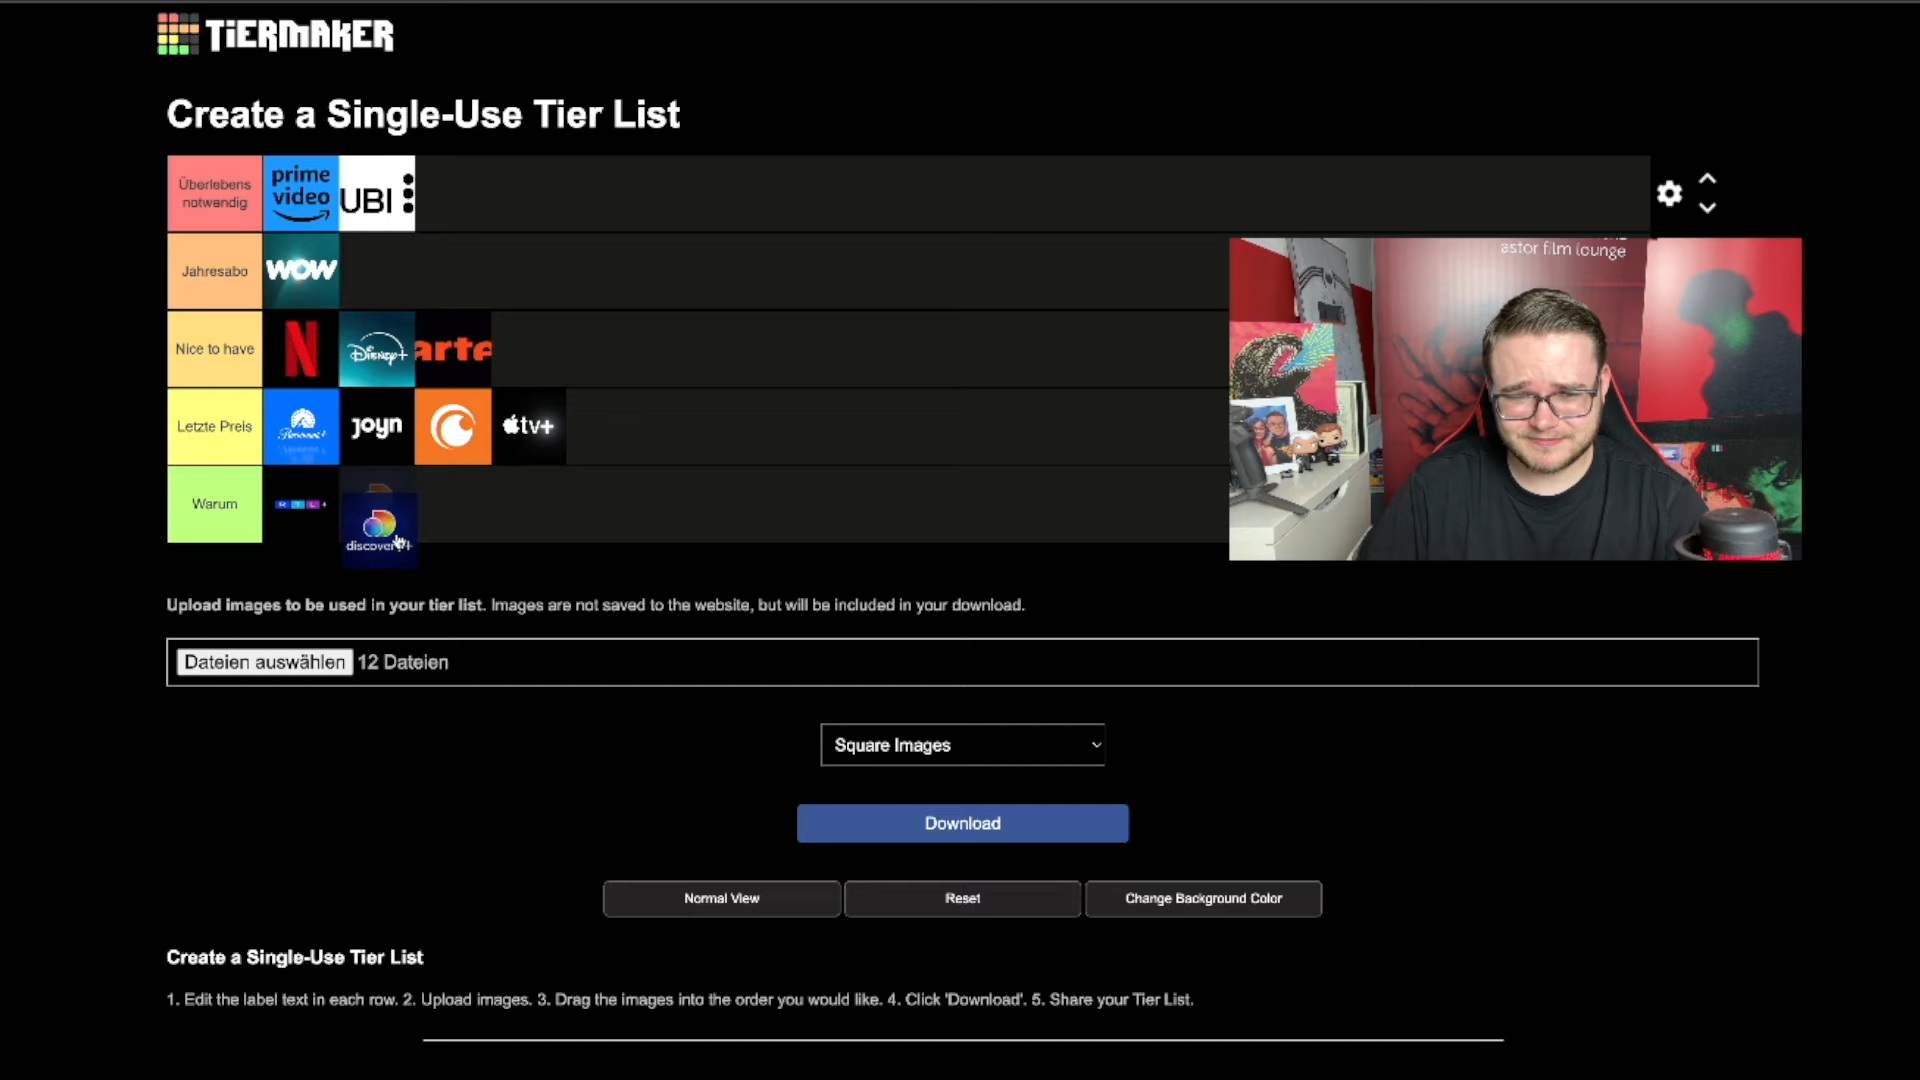 TiERMAKER
Create a Single-Use Tier List
Überlebens
notwendig
prime
video
UBI
Jahresabo
WOW
astor film lounge
Nice to have
N
Disney+
arte
Letzte Preis
Paramount+
joyn
tv+
Warum
RTL+
discovery+
Upload images to be used in your tier list. Images are not saved to the website, but will be included in your download.
Dateien auswählen 12 Dateien
Square Images
Download
Normal View
Reset
Change Background Color
Create a Single-Use Tier List
1. Edit the label text in each row. 2. Upload images. 3. Drag the images into the order you would like. 4. Click 'Download'. 5. Share your Tier List.